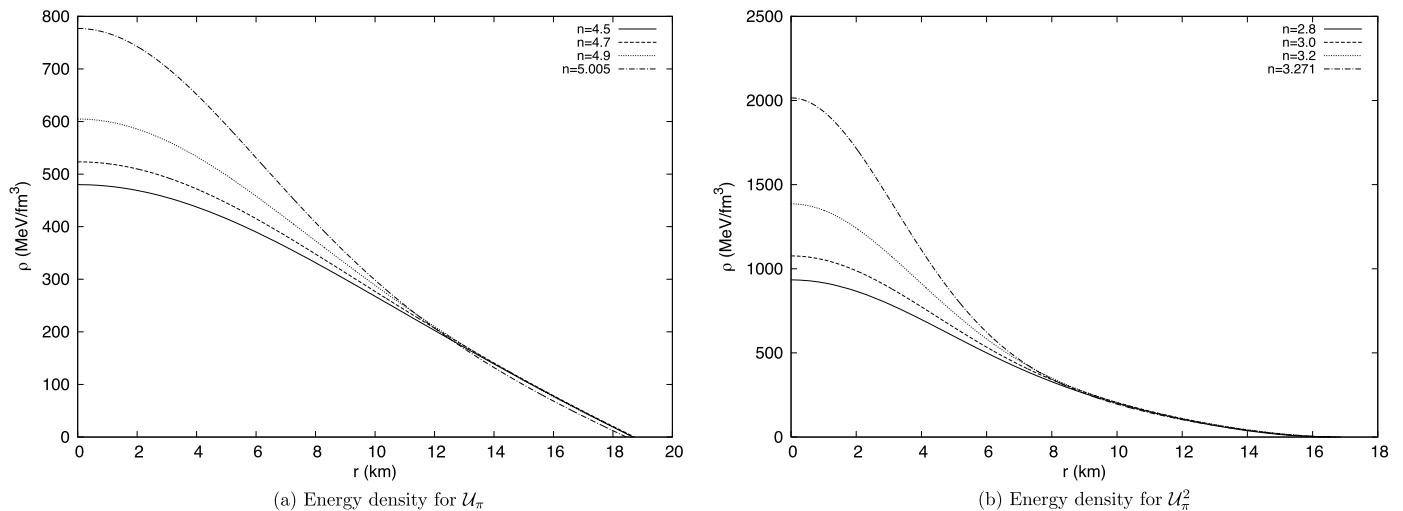 800
700
600
500
400
300
200
100
0
ρ (MeV/fm3)
n=4.5
n=4.7
n=4.9
n=5.005
0 2 4 6 8 10 12 14 16 18 20
r (km)
(a) Energy density for 𝒰π
2500
2000
1500
1000
500
0
ρ (MeV/fm3)
n=2.8
n=3.0
n=3.2
n=3.271
0 2 4 6 8 10 12 14 16 18
r (km)
(b) Energy density for 𝒰π2